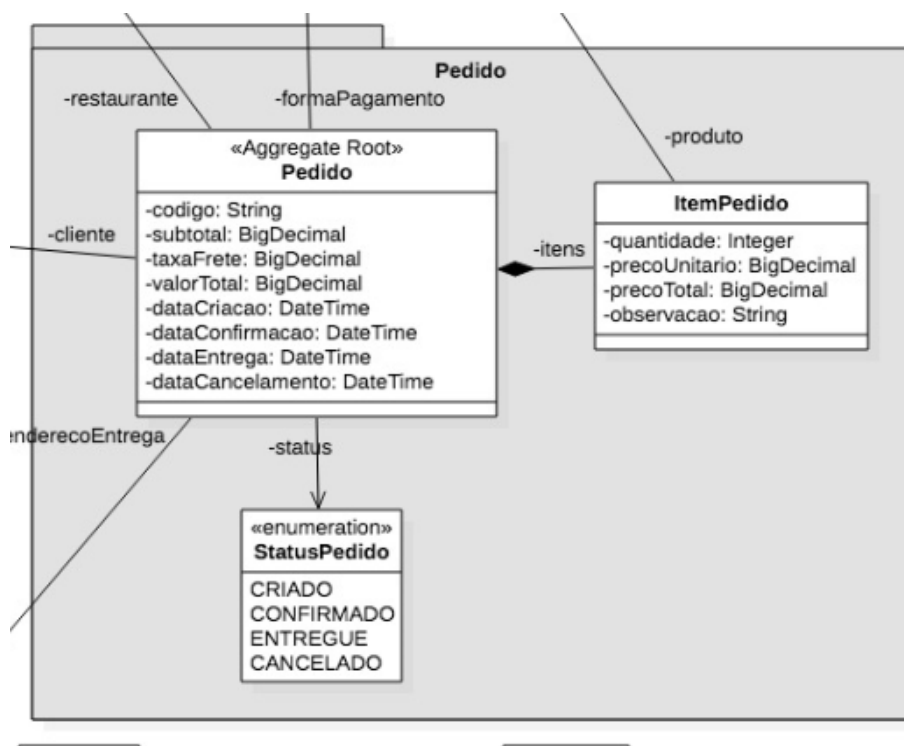 Pedido
-restaurante
-formaPagamento
-produto
«Aggregate Root»
Pedido
-codigo: String
-subtotal: BigDecimal
-taxaFrete: BigDecimal
-valorTotal: BigDecimal
-dataCriacao: DateTime
-dataConfirmacao: DateTime
-dataEntrega: DateTime
-dataCancelamento: DateTime
-cliente
-itens
ItemPedido
-quantidade: Integer
-precoUnitario: BigDecimal
-precoTotal: BigDecimal
-observacao: String
enderecoEntrega
-status
«enumeration»
StatusPedido
CRIADO
CONFIRMADO
ENTREGUE
CANCELADO